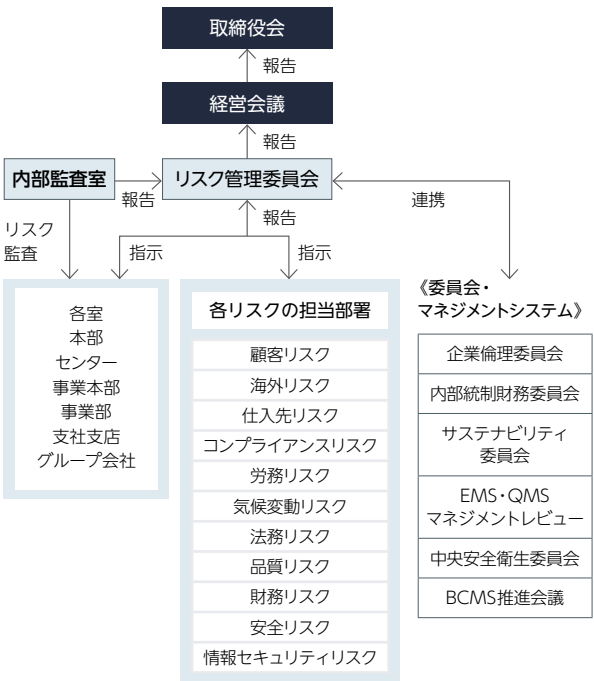 取締役会
報告
経営会議
報告
内部監査室
報告
リスク管理委員会
連携
報告
リスク
監査
指示
指示
各室
本部
センター
事業本部
事業部
支社支店
グループ会社
各リスクの担当部署
顧客リスク
海外リスク
仕入先リスク
コンプライアンスリスク
労務リスク
気候変動リスク
法務リスク
品質リスク
財務リスク
安全リスク
情報セキュリティリスク
《委員会・
マネジメントシステム》
企業倫理委員会
内部統制財務委員会
サステナビリティ
委員会
EMS・QMS
マネジメントレビュー
中央安全衛生委員会
BCMS推進会議